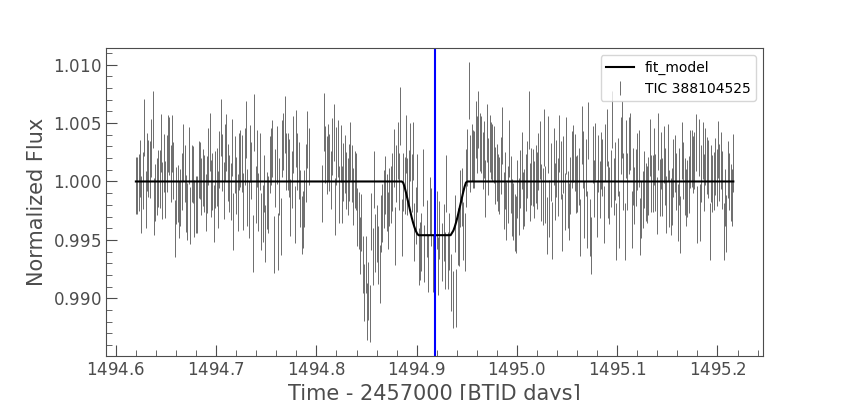 1.010
1.005
1.000
0.995
0.990
Normalized Flux
fit_model
TIC 388104525
1494.6 1494.7 1494.8 1494.9 1495.0 1495.1 1495.2
Time - 2457000 [BTJD days]